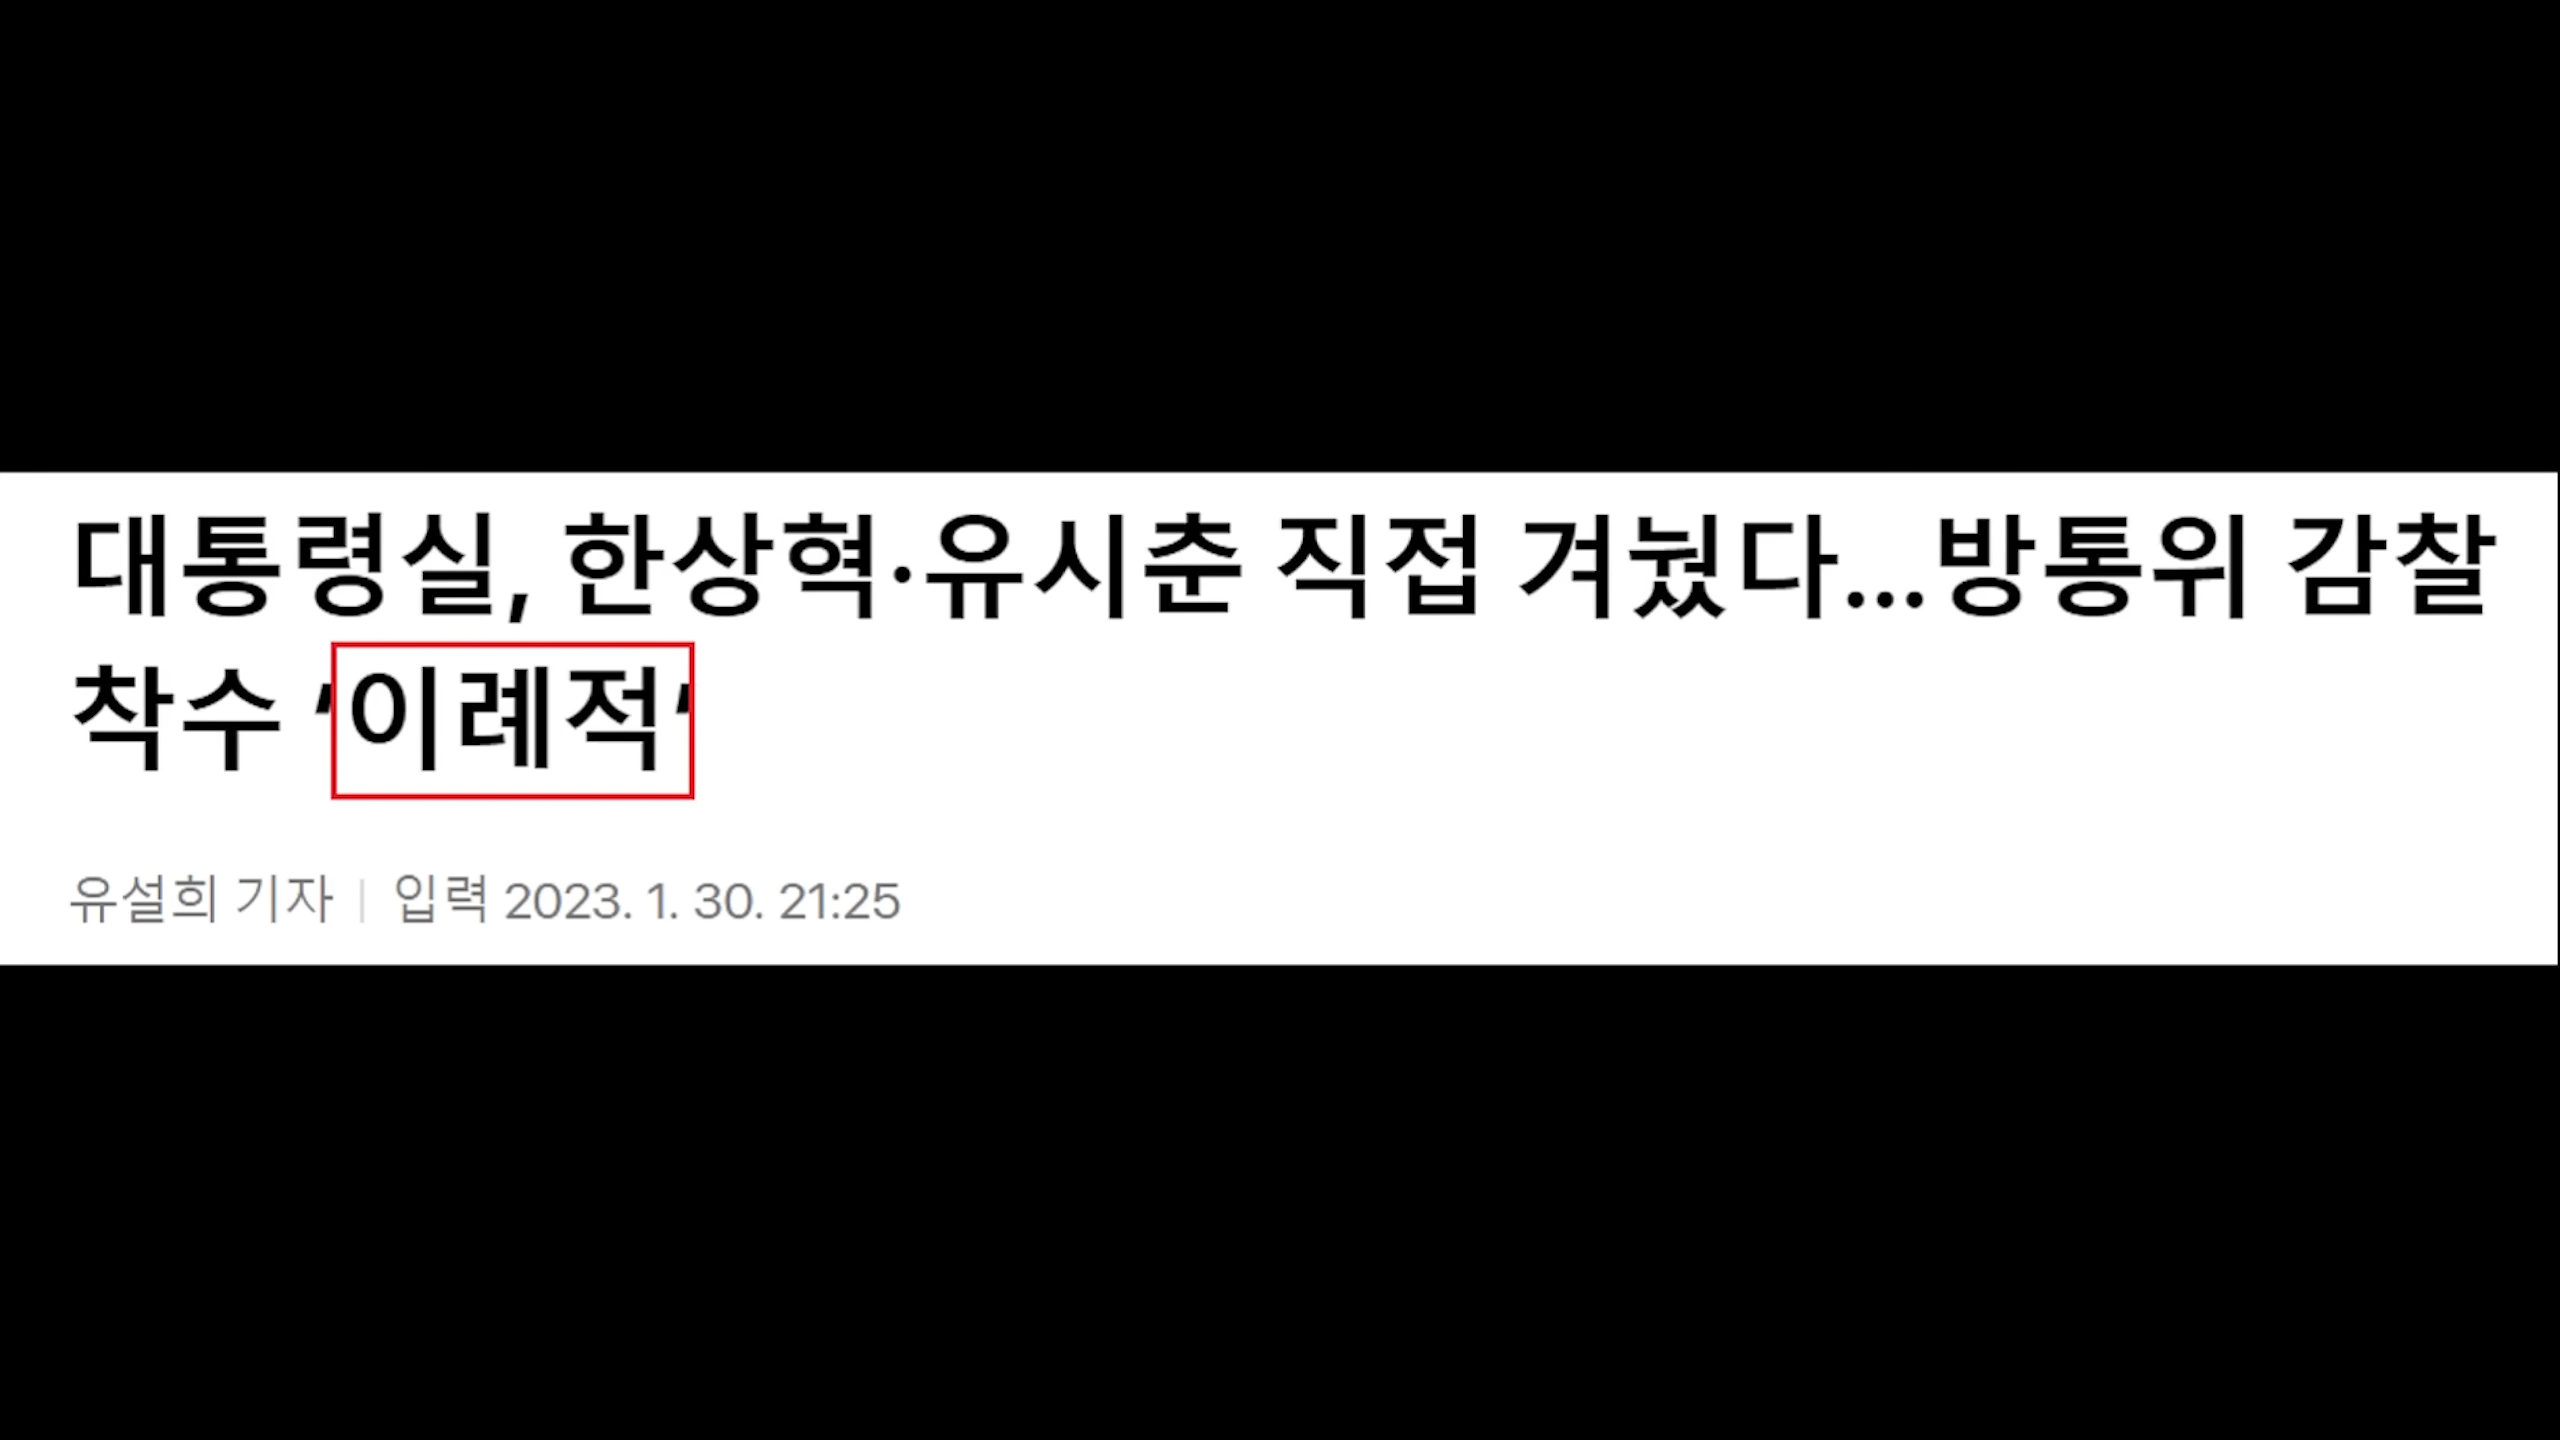 대통령실, 한상혁·유시춘 직접 겨눴다...방통위 감찰
착수 ‘이례적‘
유설희 기자 | 입력 2023. 1. 30. 21:25